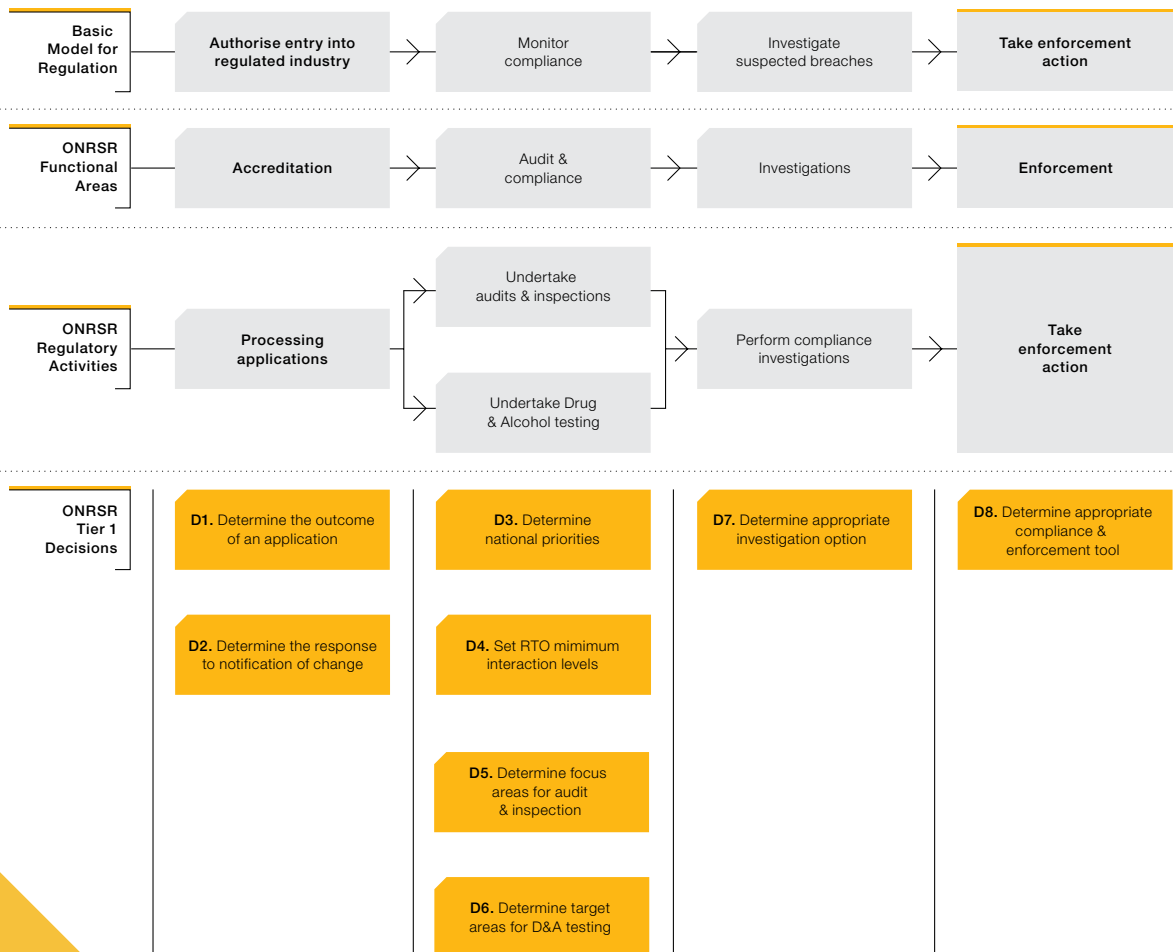 Basic
Model for
Regulation
Authorise entry into
regulated industry
Monitor
compliance
Investigate
suspected breaches
Take enforcement
action
ONRSR
Functional
Areas
Accreditation
Audit &
compliance
Investigations
Enforcement
ONRSR
Regulatory
Activities
Processing
applications
Undertake
audits & inspections
Undertake Drug
& Alcohol testing
Perform compliance
investigations
Take
enforcement
action
ONRSR
Tier 1
Decisions
D1. Determine the outcome
of an application
D2. Determine the response
to notification of change
D3. Determine
national priorities
D4. Set RTO mimimum
interaction levels
D5. Determine focus
areas for audit
& inspection
D6. Determine target
areas for D&A testing
D7. Determine appropriate
investigation option
D8. Determine appropriate
compliance &
enforcement tool